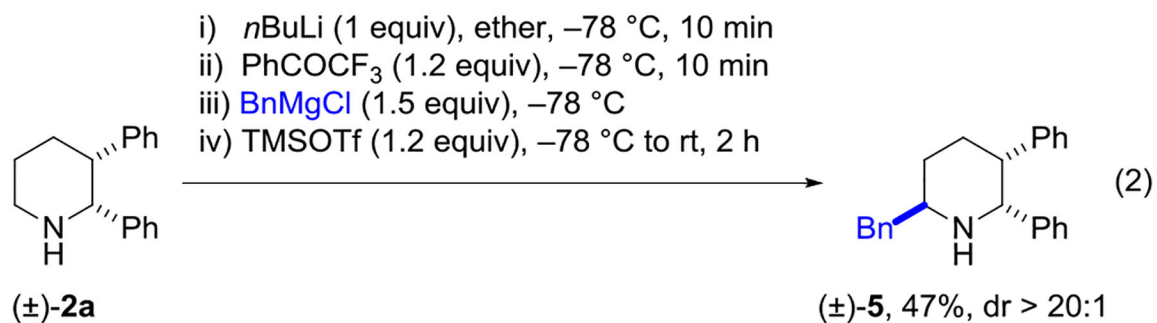 i) nBuLi (1 equiv), ether, –78 °C, 10 min
ii) PhCOCF₃ (1.2 equiv), –78 °C, 10 min
iii) BnMgCl (1.5 equiv), –78 °C
iv) TMSOTf (1.2 equiv), –78 °C to rt, 2 h
Ph
Ph
N
H
(±)-2a
Ph
Bn
N
H
Ph
(2)
(±)-5, 47%, dr > 20:1